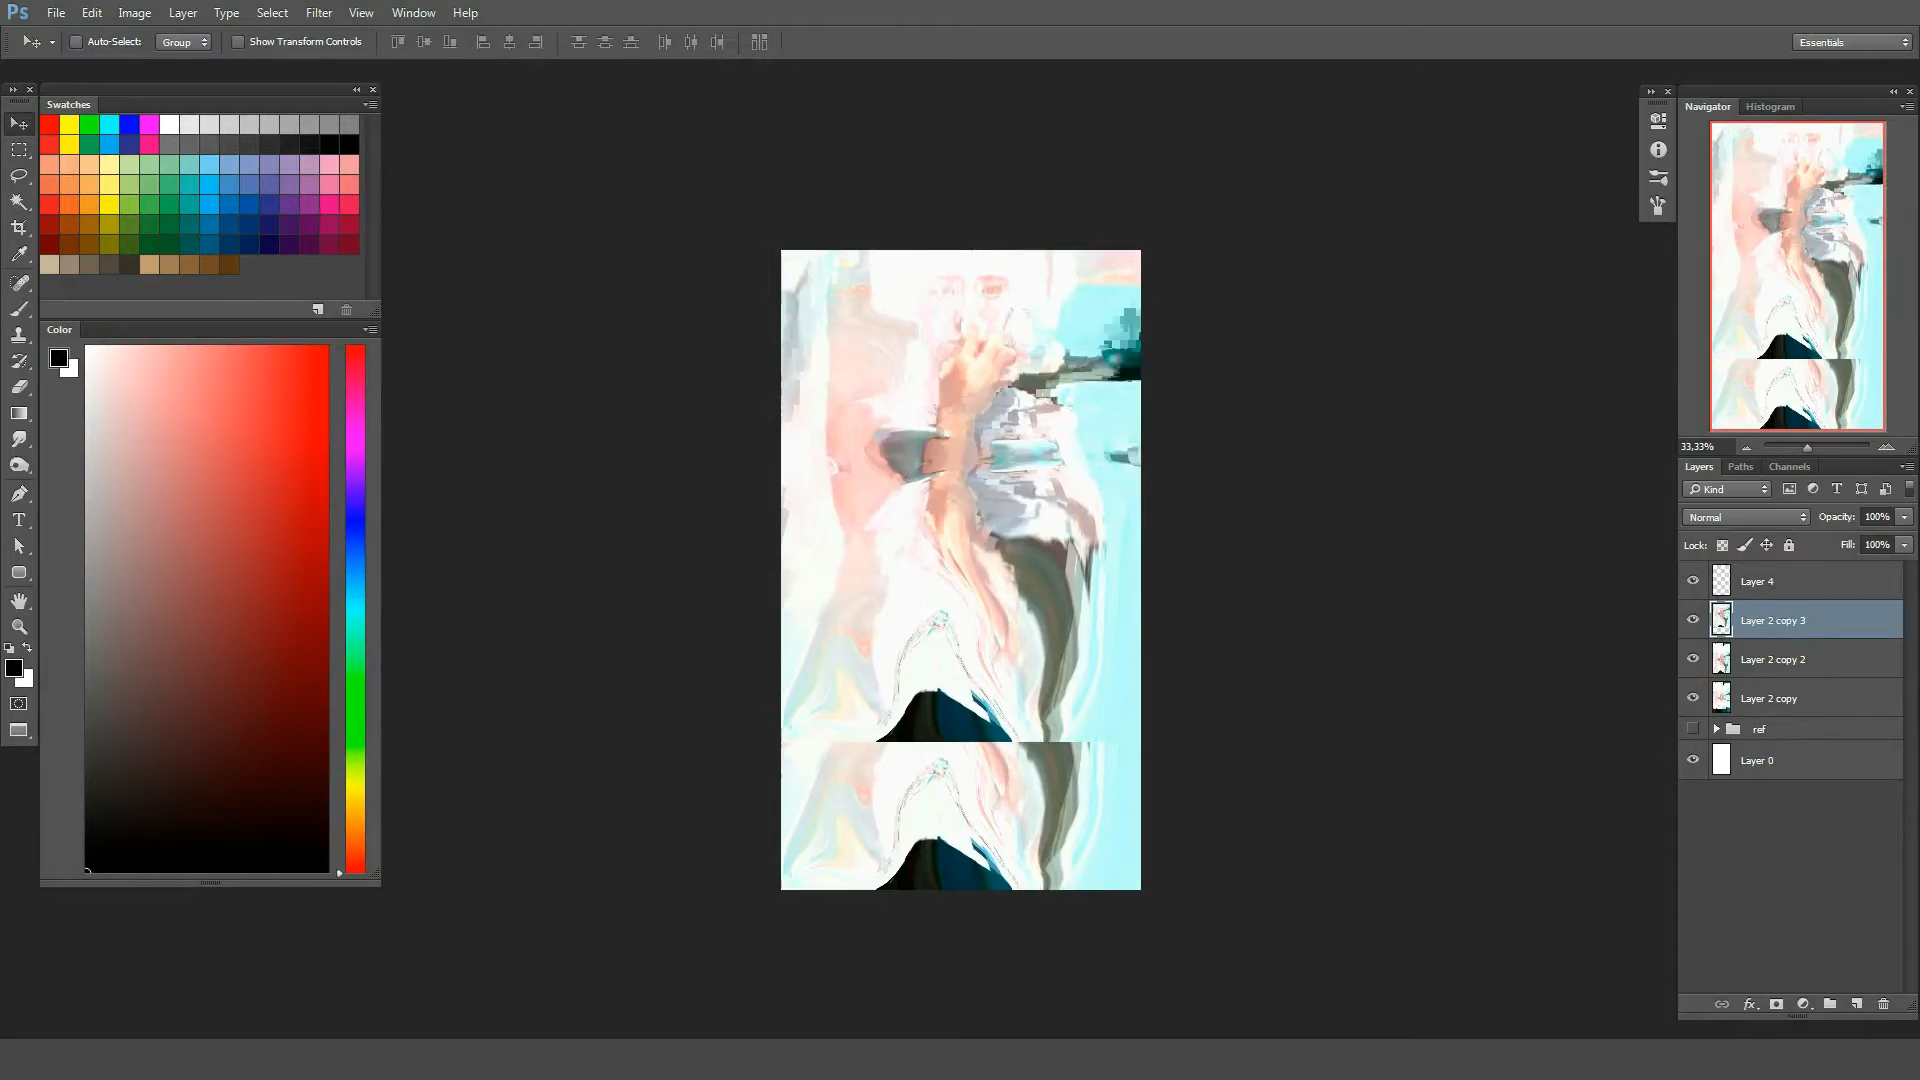 Ps File Edit Image Layer Type Select Filter View Window Help
Auto-Select: Group Show Transform Controls Essentials
Swatches
Color
Navigator Histogram
33,33%
Layers Paths Channels
Kind
Normal Opacity: 100%
Lock: Fill: 100%
Layer 4
Layer 2 copy 3
Layer 2 copy 2
Layer 2 copy
ref
Layer 0
fx